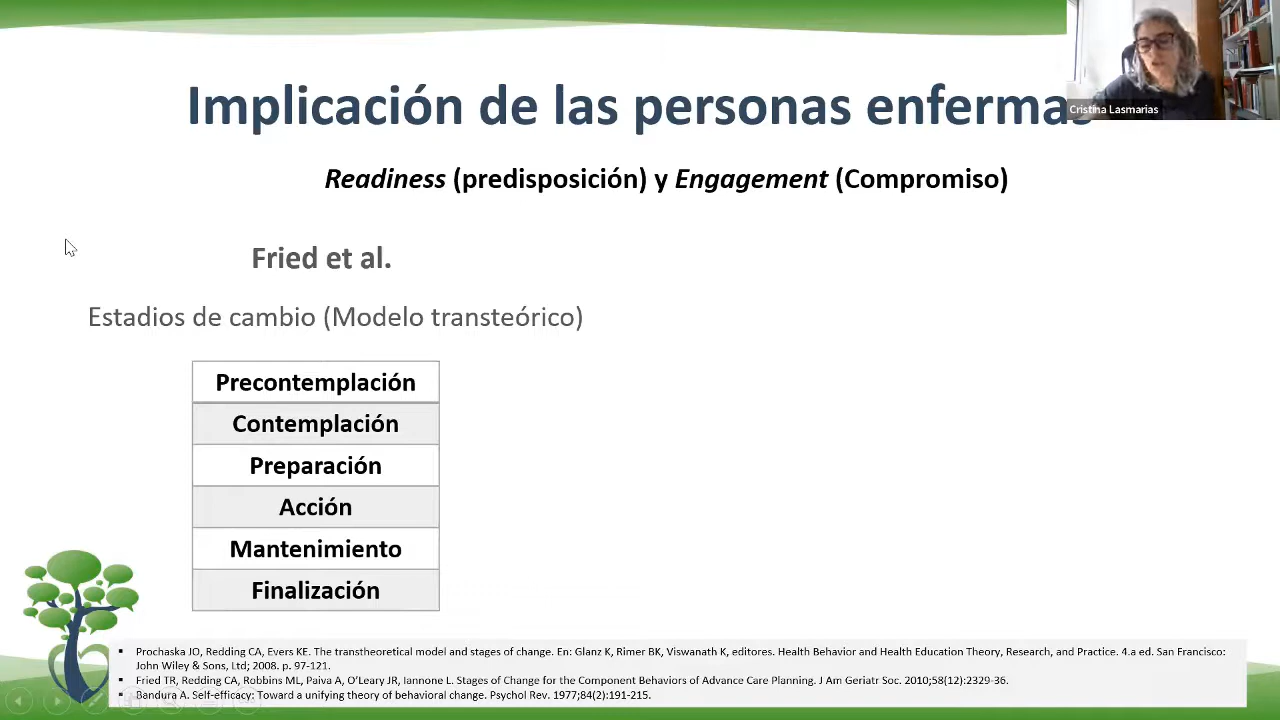 Implicación de las personas enfermas
Cristina Lasmarias
Readiness (predisposición) y Engagement (Compromiso)
Fried et al.
Estadios de cambio (Modelo transteórico)
Precontemplación
Contemplación
Preparación
Acción
Mantenimiento
Finalización
▪ Prochaska JO, Redding CA, Evers KE. The transtheoretical model and stages of change. En: Glanz K, Rimer BK, Viswanath K, editores. Health Behavior and Health Education Theory, Research, and Practice. 4.a ed. San Francisco:
John Wiley & Sons, Ltd; 2008. p. 97-121.
▪ Fried TR, Redding CA, Robbins ML, Paiva A, O'Leary JR, Iannone L. Stages of Change for the Component Behaviors of Advance Care Planning. J Am Geriatr Soc. 2010;58(12):2329-36.
▪ Bandura A. Self-efficacy: Toward a unifying theory of behavioral change. Psychol Rev. 1977;84(2):191-215.